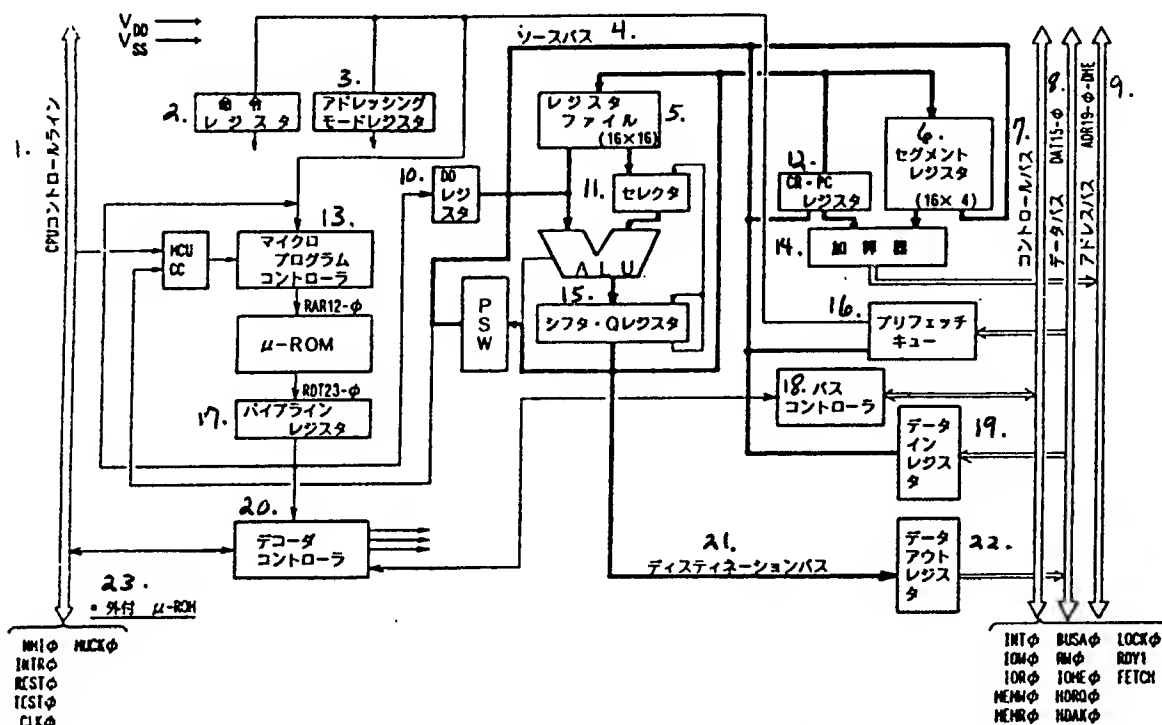 V_DD
V_SS
ソースバス 4.
1. CPUコントロールライン
2. 命令
レジスタ
3. アドレッシング
モードレジスタ
レジスタ
ファイル
(16×16)
5.
6.
セグメント
レジスタ
(16× 4)
7. コントロールバス
8. データバス DAT15-φ
9. アドレスバス ADR19-φ-DHE
10. DO
レジ
スタ
11. セレクタ
12. CR・PC
レジスタ
13.
マイクロ
プログラム
コントローラ
MCU
CC
14. 加算器
ALU
RAR12-φ
μ-ROM
RDT23-φ
P
S
W
15.
シフタ・Qレジスタ
16. プリフェッチ
キュー
17. パイプライン
レジスタ
18. バス
コントローラ
データ
イン
レジス
タ
19.
20.
デコーダ
コントローラ
21.
ディスティネーションバス
データ
アウト
レジス
タ
22.
23.
* 外付 μ-ROM
NMIφ MUCKφ
INTRφ
RESTφ
TESTφ
CLKφ
INTφ BUSAφ LOCKφ
IOWφ RWφ RDY1
IORφ IOMEφ FETCH
MEMWφ HDRQφ
MEMRφ HDAKφ